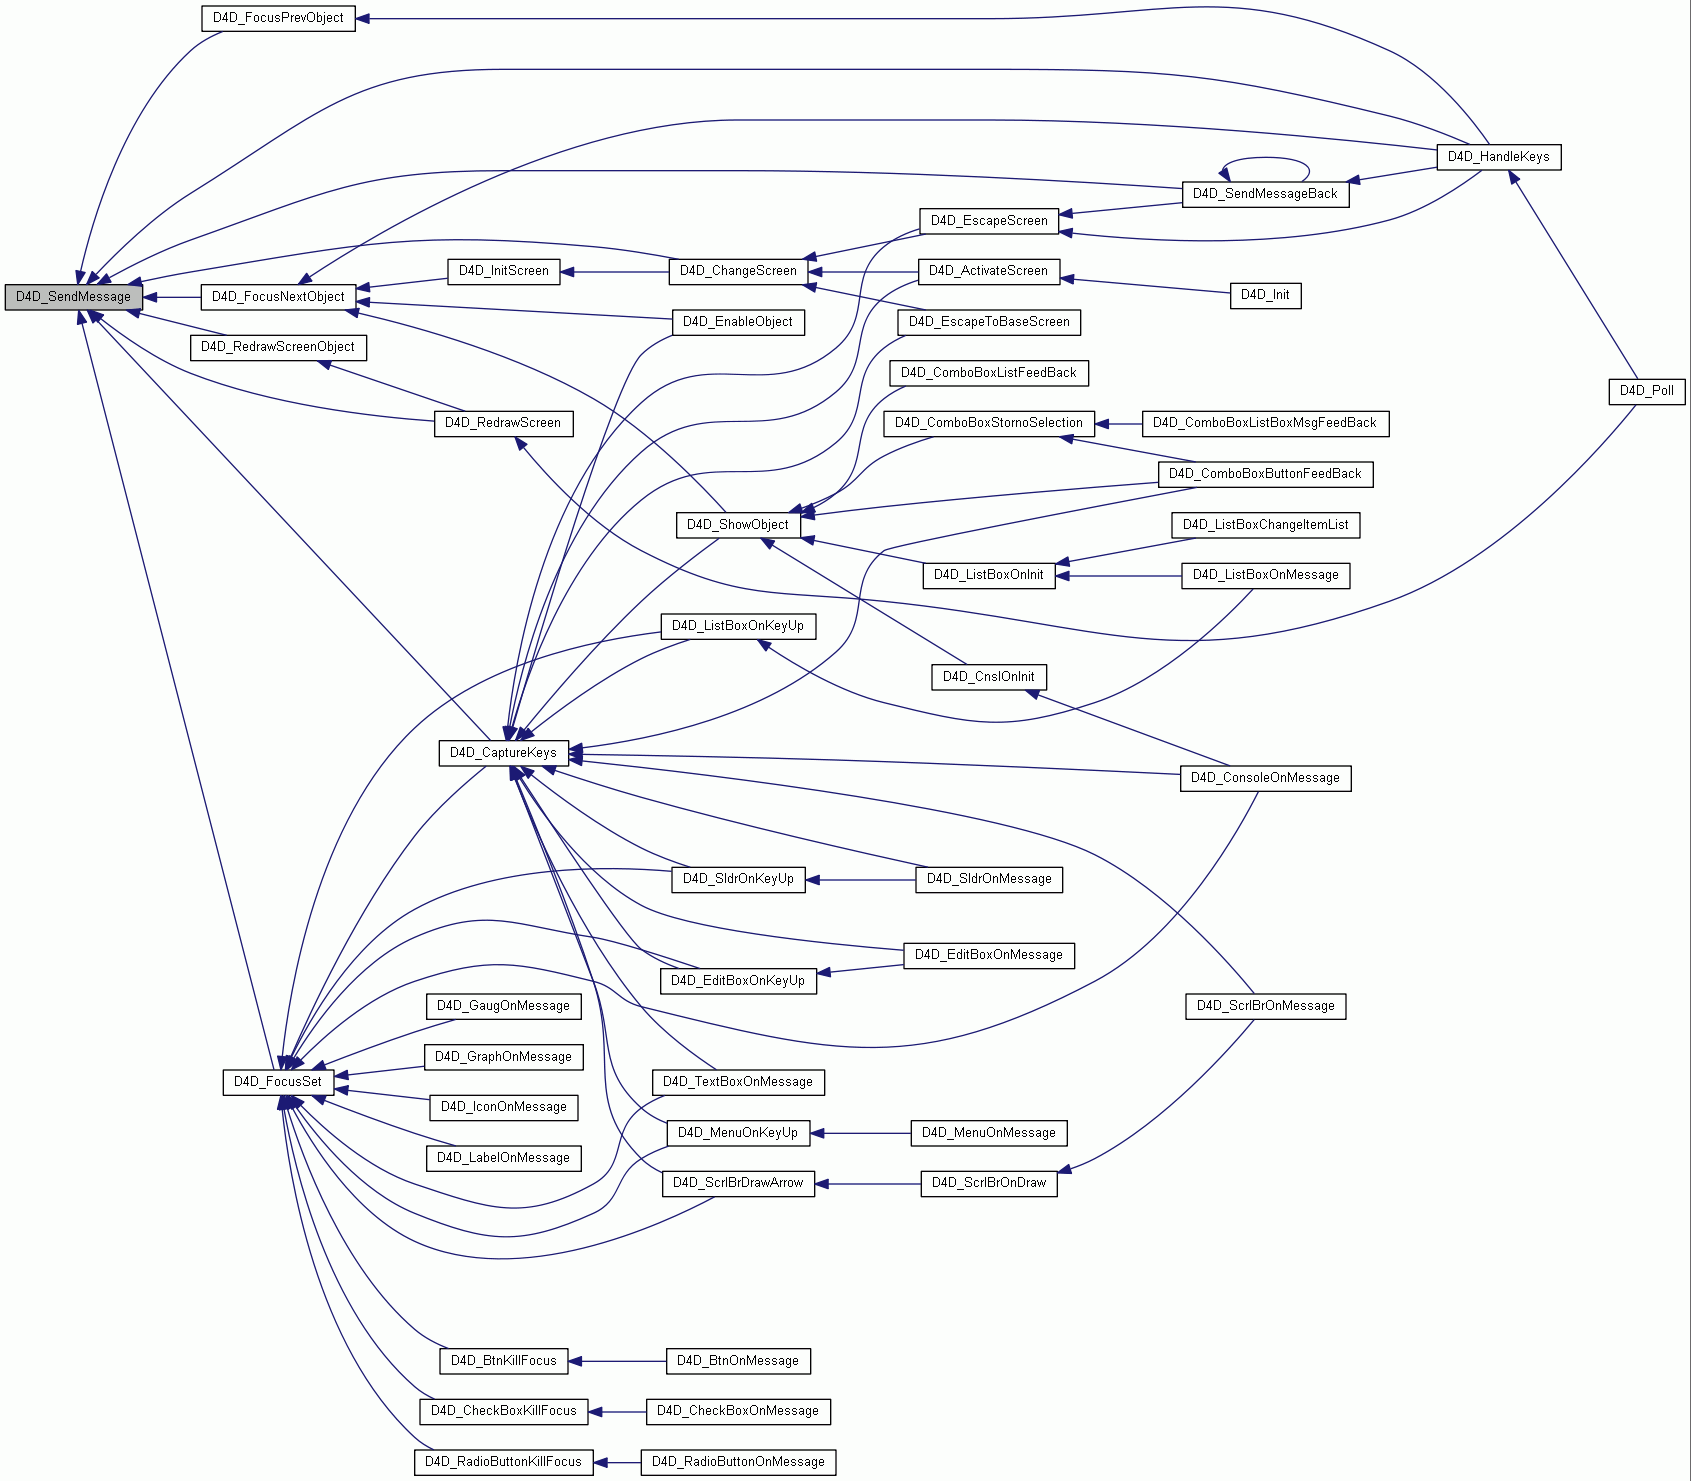 D4D_FocusPrevObject
D4D_HandleKeys
D4D_SendMessageBack
D4D_EscapeScreen
D4D_InitScreen
D4D_ChangeScreen
D4D_ActivateScreen
D4D_SendMessage
D4D_FocusNextObject
D4D_Init
D4D_EnableObject
D4D_EscapeToBaseScreen
D4D_RedrawScreenObject
D4D_ComboBoxListFeedBack
D4D_Poll
D4D_RedrawScreen
D4D_ComboBoxStornoSelection
D4D_ComboBoxListBoxMsgFeedBack
D4D_ComboBoxButtonFeedBack
D4D_ShowObject
D4D_ListBoxChangeItemList
D4D_ListBoxOnInit
D4D_ListBoxOnMessage
D4D_ListBoxOnKeyUp
D4D_CnslOnInit
D4D_CaptureKeys
D4D_ConsoleOnMessage
D4D_SldrOnKeyUp
D4D_SldrOnMessage
D4D_EditBoxOnMessage
D4D_EditBoxOnKeyUp
D4D_GaugOnMessage
D4D_ScrlBrOnMessage
D4D_GraphOnMessage
D4D_FocusSet
D4D_TextBoxOnMessage
D4D_IconOnMessage
D4D_MenuOnKeyUp
D4D_MenuOnMessage
D4D_LabelOnMessage
D4D_ScrlBrDrawArrow
D4D_ScrlBrOnDraw
D4D_BtnKillFocus
D4D_BtnOnMessage
D4D_CheckBoxKillFocus
D4D_CheckBoxOnMessage
D4D_RadioButtonKillFocus
D4D_RadioButtonOnMessage